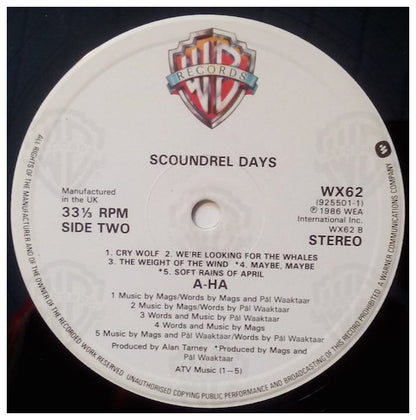 WB
RECORDS
SCOUNDREL DAYS
Manufactured
in the UK
33⅓ RPM
SIDE TWO
WX62
(925501-1)
℗ 1986 WEA
International Inc.
WX62 B
STEREO
1. CRY WOLF 2. WE'RE LOOKING FOR THE WHALES
3. THE WEIGHT OF THE WIND *4. MAYBE, MAYBE
*5. SOFT RAINS OF APRIL
A-HA
1 Music by Mags/Words by Mags and Pål Waaktaar
2 Music by Mags/Words by Pål Waaktaar
3 Words and Music by Pål Waaktaar
4 Words and Music by Mags
5 Music by Mags and Pål Waaktaar/Words by Pål Waaktaar
Produced by Alan Tarney *Produced by Mags and
Pål Waaktaar
ATV Music (1–5)
ALL RIGHTS OF THE MANUFACTURER AND OF THE OWNER OF THE RECORDED WORK RESERVED. UNAUTHORISED COPYING PUBLIC PERFORMANCE AND BROADCASTING OF THIS RECORD PROHIBITED. A WARNER COMMUNICATIONS COMPANY